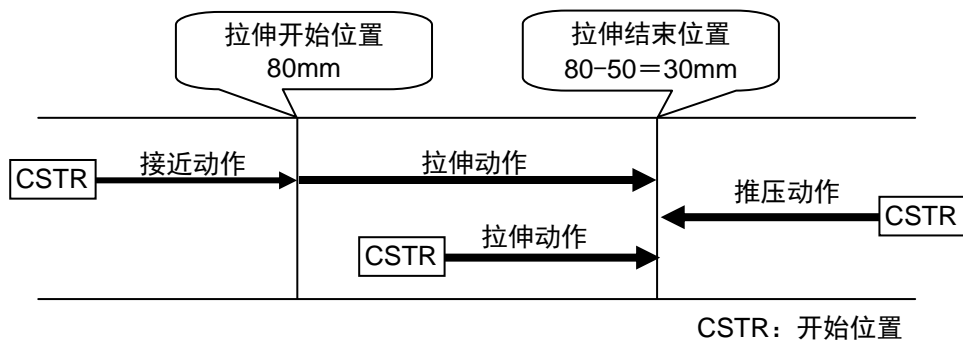 拉伸开始位置
80mm
拉伸结束位置
80-50＝30mm
CSTR
接近动作
拉伸动作
推压动作
CSTR
CSTR
拉伸动作
CSTR：开始位置